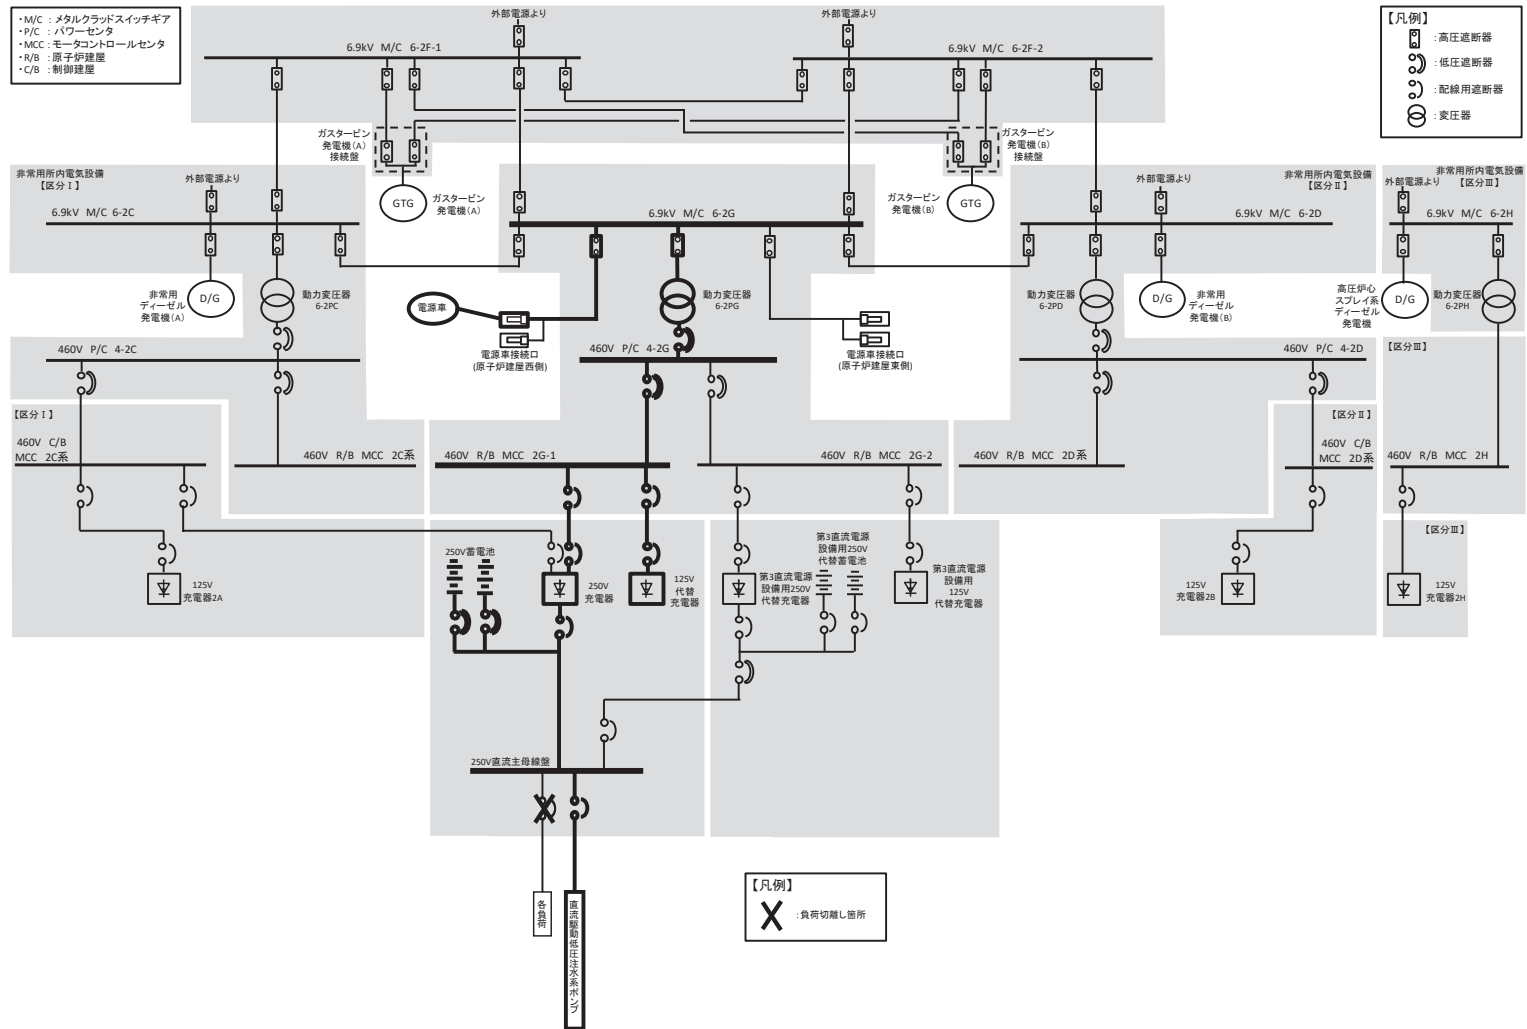 ・M/C : メタルクラッドスイッチギア
・P/C : パワーセンタ
・MCC : モータコントロールセンタ
・R/B : 原子炉建屋
・C/B : 制御建屋
外部電源より
外部電源より
6.9kV M/C 6-2F-1
6.9kV M/C 6-2F-2
【凡例】
:高圧遮断器
:低圧遮断器
:配線用遮断器
:変圧器
ガスタービン
発電機(A)
接続盤
ガスタービン
発電機(B)
接続盤
非常用所内電気設備
【区分Ⅰ】
外部電源より
6.9kV M/C 6-2C
GTG
ガスタービン
発電機(A)
6.9kV M/C 6-2G
ガスタービン
発電機(B)
GTG
外部電源より
非常用所内電気設備
【区分Ⅱ】
6.9kV M/C 6-2D
非常用所内電気設備
【区分Ⅲ】
外部電源より
6.9kV M/C 6-2H
非常用
ディーゼル
発電機(A)
D/G
動力変圧器
6-2PC
電源車
動力変圧器
6-2PG
動力変圧器
6-2PD
D/G
非常用
ディーゼル
発電機(B)
高圧炉心
スプレイ系
ディーゼル
発電機
D/G
動力変圧器
6-2PH
460V P/C 4-2C
電源車接続口
(原子炉建屋西側)
460V P/C 4-2G
電源車接続口
(原子炉建屋東側)
460V P/C 4-2D
【区分Ⅲ】
【区分Ⅰ】
460V C/B
MCC 2C系
460V R/B MCC 2C系
460V R/B MCC 2G-1
460V R/B MCC 2G-2
460V R/B MCC 2D系
【区分Ⅱ】
460V C/B
MCC 2D系
460V R/B MCC 2H
125V
充電器2A
250V蓄電池
250V
充電器
125V
代替
充電器
第3直流電源
設備用250V
代替充電器
第3直流電源
設備用250V
代替蓄電池
第3直流電源
設備用
125V
代替充電器
125V
充電器2B
【区分Ⅲ】
125V
充電器2H
250V直流主母線盤
各負荷
直流駆動低圧注水系ポンプ
【凡例】
:負荷切離し箇所